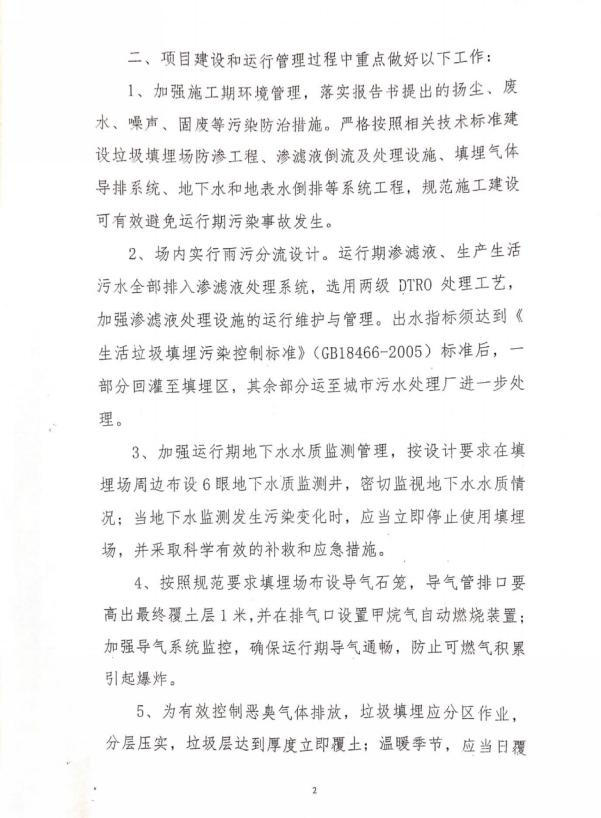 二、项目建设和运行管理过程中重点做好以下工作：
1、加强施工期环境管理，落实报告书提出的扬尘、废
水、噪声、固废等污染防治措施。严格按照相关技术标准建
设垃圾填埋场防渗工程、渗滤液倒流及处理设施、填埋气体
导排系统、地下水和地表水倒排等系统工程，规范施工建设
可有效避免运行期污染事故发生。
2、场内实行雨污分流设计。运行期渗滤液、生产生活
污水全部排入渗滤液处理系统，选用两级 DTRO 处理工艺，
加强渗滤液处理设施的运行维护与管理。出水指标须达到《
生活垃圾填埋污染控制标准》（GB18466-2005）标准后，一
部分回灌至填埋区，其余部分运至城市污水处理厂进一步处
理。
3、加强运行期地下水水质监测管理，按设计要求在填
埋场周边布设6眼地下水质监测井，密切监视地下水水质情
况；当地下水监测发生污染变化时，应当立即停止使用填埋
场，并采取科学有效的补救和应急措施。
4、按照规范要求填埋场布设导气石笼，导气管排口要
高出最终覆土层1米，并在排气口设置甲烷气自动燃烧装置；
加强导气系统监控，确保运行期导气通畅，防止可燃气积累
引起爆炸。
5、为有效控制恶臭气体排放，垃圾填埋应分区作业，
分层压实，垃圾层达到厚度立即覆土；温暖季节，应当日覆
2